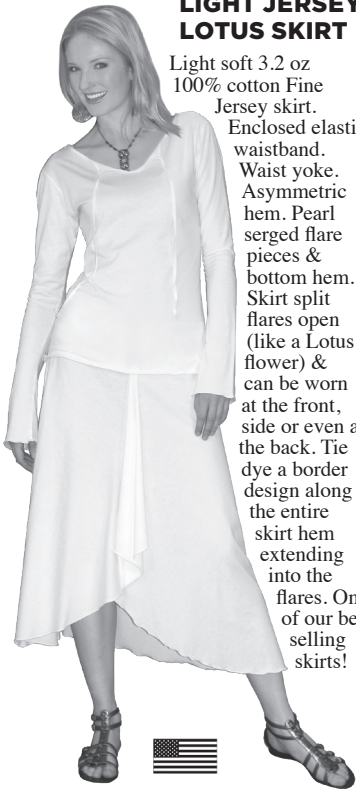 LIGHT JERSEY
LOTUS SKIRT
Light soft 3.2 oz
100% cotton Fine
Jersey skirt.
Enclosed elasti
waistband.
Waist yoke.
Asymmetric
hem. Pearl
serged flare
pieces &
bottom hem.
Skirt split
flares open
(like a Lotus
flower) &
can be worn
at the front,
side or even a
the back. Tie
dye a border
design along
the entire
skirt hem
extending
into the
flares. On
of our be
selling
skirts!